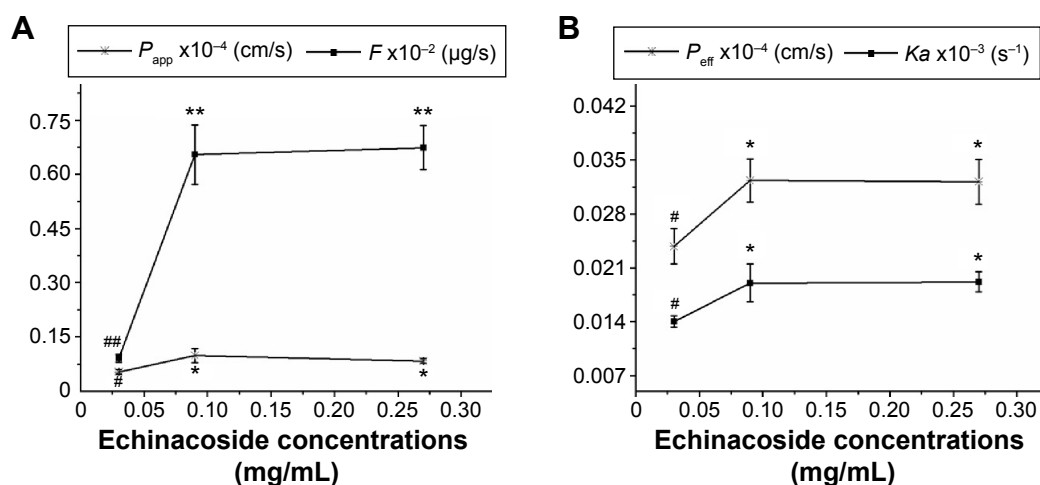 A
P_app x10⁻⁴ (cm/s) F x10⁻² (µg/s)
0.75
0.60
0.45
0.30
0.15
0
** **
##
#
* *
0 0.05 0.10 0.15 0.20 0.25 0.30
Echinacoside concentrations
(mg/mL)
B
P_eff x10⁻⁴ (cm/s) Ka x10⁻³ (s⁻¹)
0.042
0.035
0.028
0.021
0.014
0.007
* *
#
* *
#
0 0.05 0.10 0.15 0.20 0.25 0.30
Echinacoside concentrations
(mg/mL)